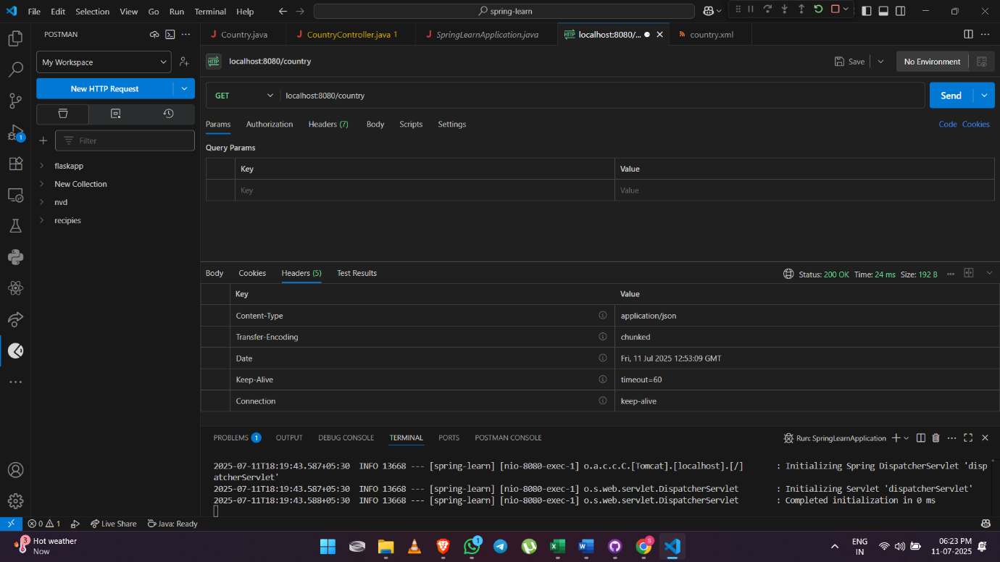 File Edit Selection View Go Run Terminal Help
spring-learn
POSTMAN
Country.java
CountryController.java 1
SpringLearnApplication.java
localhost:8080/...
country.xml
My Workspace
HTTP localhost:8080/country
Save
No Environment
New HTTP Request
GET localhost:8080/country
Send
Params Authorization Headers (7) Body Scripts Settings
Code Cookies
Filter
Query Params
Key Value
Key Value
flaskapp
New Collection
nvd
recipies
1
Body Cookies Headers (5) Test Results
Status: 200 OK Time: 24 ms Size: 192 B
Key Value
Content-Type application/json
Transfer-Encoding chunked
Date Fri, 11 Jul 2025 12:53:09 GMT
Keep-Alive timeout=60
Connection keep-alive
PROBLEMS 1 OUTPUT DEBUG CONSOLE TERMINAL PORTS POSTMAN CONSOLE
Run: SpringLearnApplication
2025-07-11T18:19:43.587+05:30 INFO 13668 --- [spring-learn] [nio-8080-exec-1] o.a.c.c.C.[Tomcat].[localhost].[/] : Initializing Spring DispatcherServlet 'disp
atcherServlet'
2025-07-11T18:19:43.587+05:30 INFO 13668 --- [spring-learn] [nio-8080-exec-1] o.s.web.servlet.DispatcherServlet : Initializing Servlet 'dispatcherServlet'
2025-07-11T18:19:43.588+05:30 INFO 13668 --- [spring-learn] [nio-8080-exec-1] o.s.web.servlet.DispatcherServlet : Completed initialization in 0 ms
0 1 Live Share Java: Ready
3 Hot weather
Now
1
5
ENG
IN
06:23 PM
11-07-2025